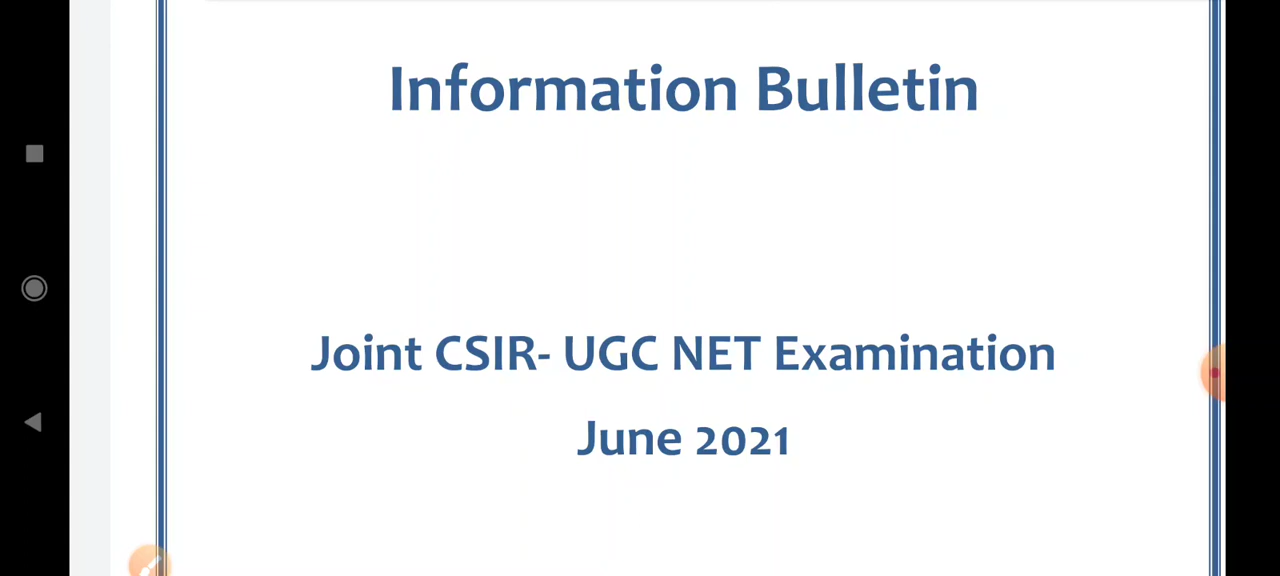 Information Bulletin
Joint CSIR- UGC NET Examination
June 2021